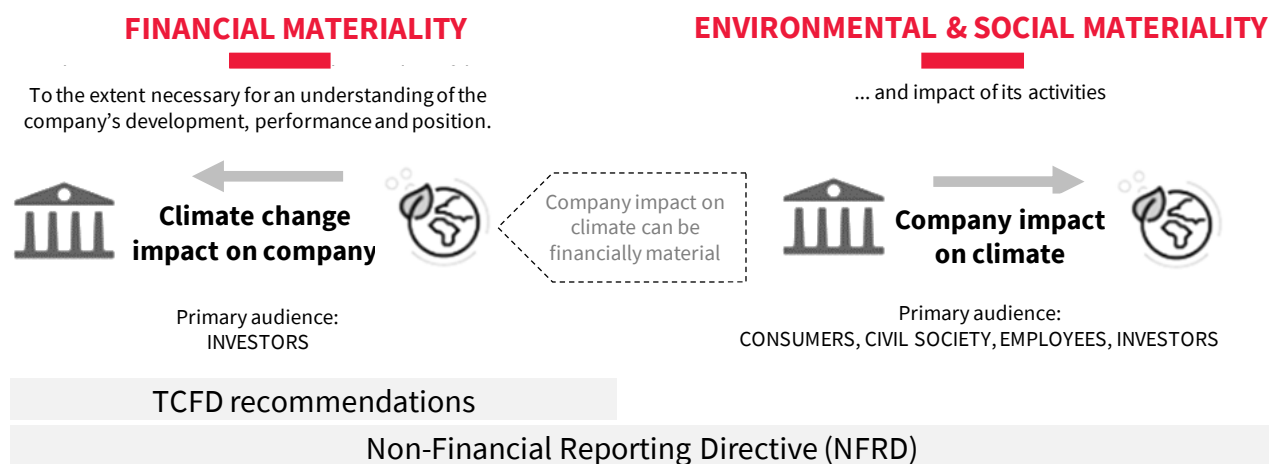 FINANCIAL MATERIALITY
To the extent necessary for an understanding of the
company's development, performance and position.
Climate change
impact on company
Primary audience:
INVESTORS
Company impact on
climate can be
financially material
ENVIRONMENTAL & SOCIAL MATERIALITY
... and impact of its activities
Company impact
on climate
Primary audience:
CONSUMERS, CIVIL SOCIETY, EMPLOYEES, INVESTORS
TCFD recommendations
Non-Financial Reporting Directive (NFRD)